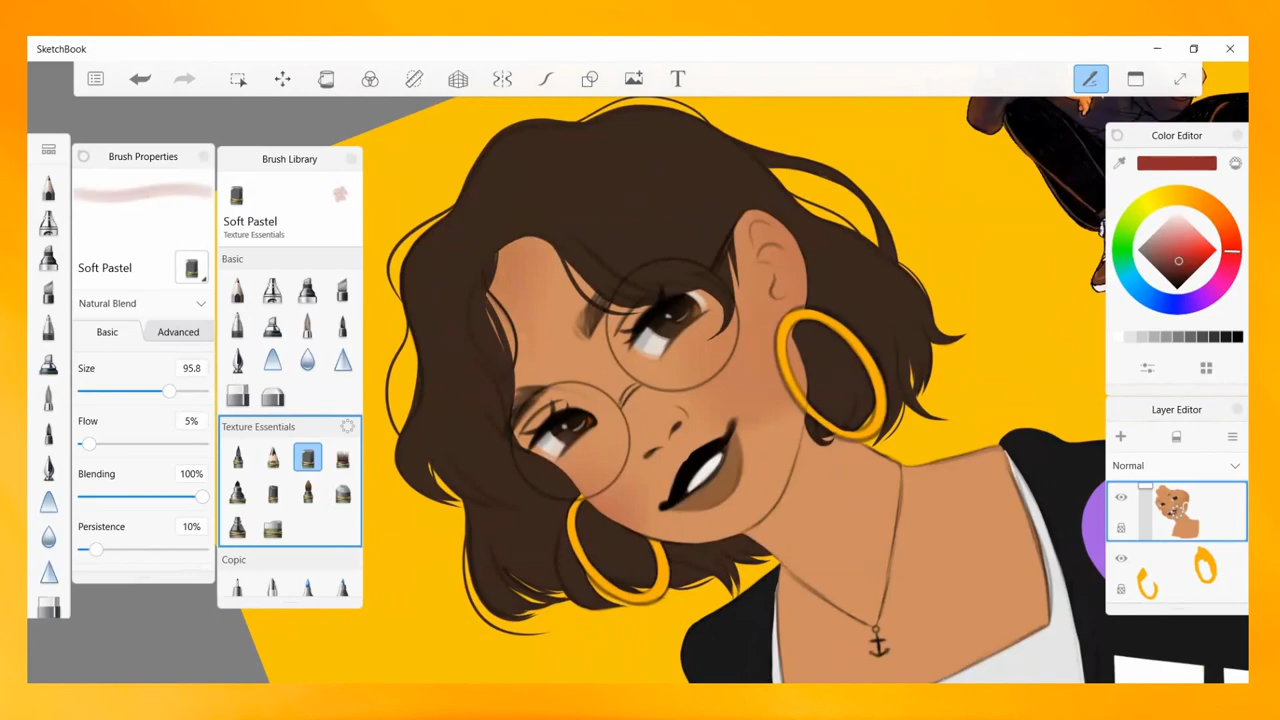 SketchBook
T
Brush Properties
Soft Pastel
Natural Blend
Basic Advanced
Size 95.8
Flow 5%
Blending 100%
Persistence 10%
Brush Library
Soft Pastel
Texture Essentials
Basic
Texture Essentials
Copic
Color Editor
Layer Editor
Normal